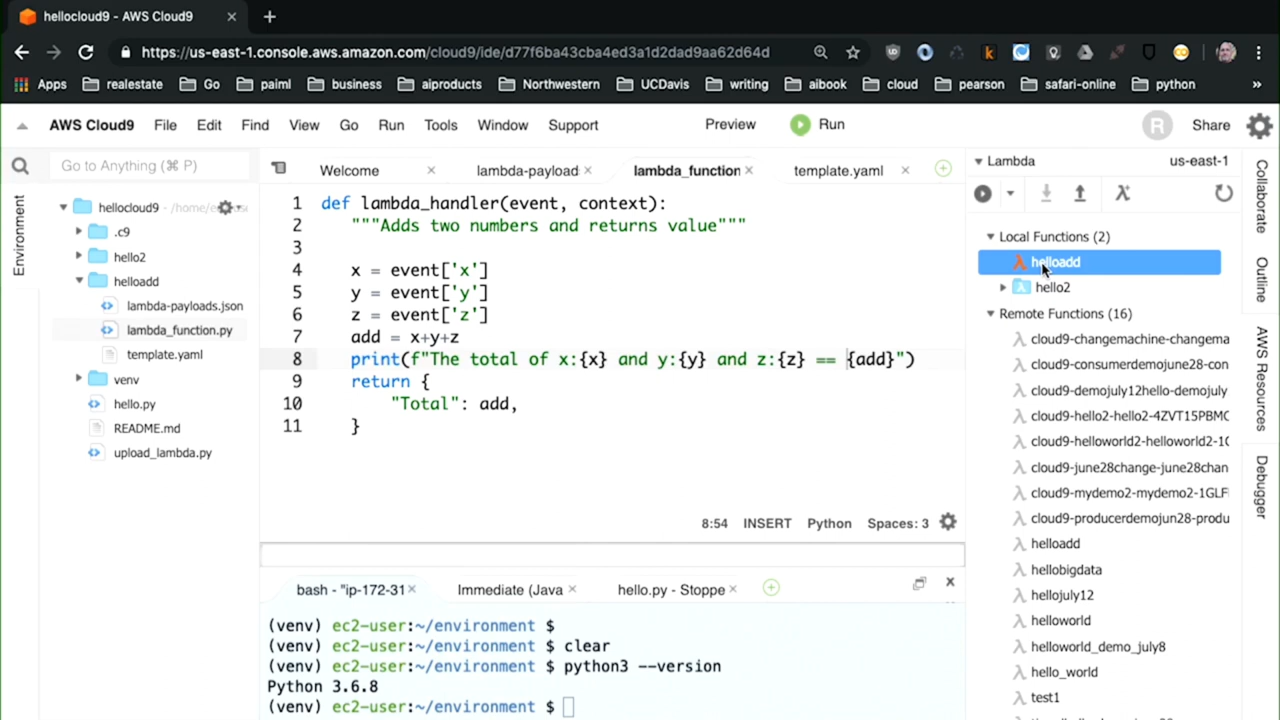 hellocloud9 - AWS Cloud9
https://us-east-1.console.aws.amazon.com/cloud9/ide/d77f6ba43cba4ed3a1d2dad9aa62d64d
Apps realestate Go paiml business aiproducts Northwestern UCDavis writing aibook cloud pearson safari-online python »
AWS Cloud9 File Edit Find View Go Run Tools Window Support Preview Run R Share
Go to Anything (⌘ P)
Welcome lambda-payload lambda_function template.yaml
Environment
hellocloud9 - /home/
.c9
hello2
helloadd
lambda-payloads.json
lambda_function.py
template.yaml
venv
hello.py
README.md
upload_lambda.py
1 def lambda_handler(event, context):
2 """Adds two numbers and returns value"""
3
4 x = event['x']
5 y = event['y']
6 z = event['z']
7 add = x+y+z
8 print(f"The total of x:{x} and y:{y} and z:{z} == {add}")
9 return {
10 "Total": add,
11 }
8:54 INSERT Python Spaces: 3
bash - "ip-172-31 Immediate (Java hello.py - Stoppe
(venv) ec2-user:~/environment $
(venv) ec2-user:~/environment $ clear
(venv) ec2-user:~/environment $ python3 --version
Python 3.6.8
(venv) ec2-user:~/environment $
Lambda us-east-1
Local Functions (2)
helloadd
hello2
Remote Functions (16)
cloud9-changemachine-changema
cloud9-consumerdemojune28-con
cloud9-demojuly12hello-demojuly
cloud9-hello2-hello2-4ZVT15PBMC
cloud9-helloworld2-helloworld2-1C
cloud9-june28change-june28chan
cloud9-mydemo2-mydemo2-1GLF
cloud9-producerdemojun28-produ
helloadd
hellobigdata
hellojuly12
helloworld
helloworld_demo_july8
hello_world
test1
Collaborate
Outline
AWS Resources
Debugger